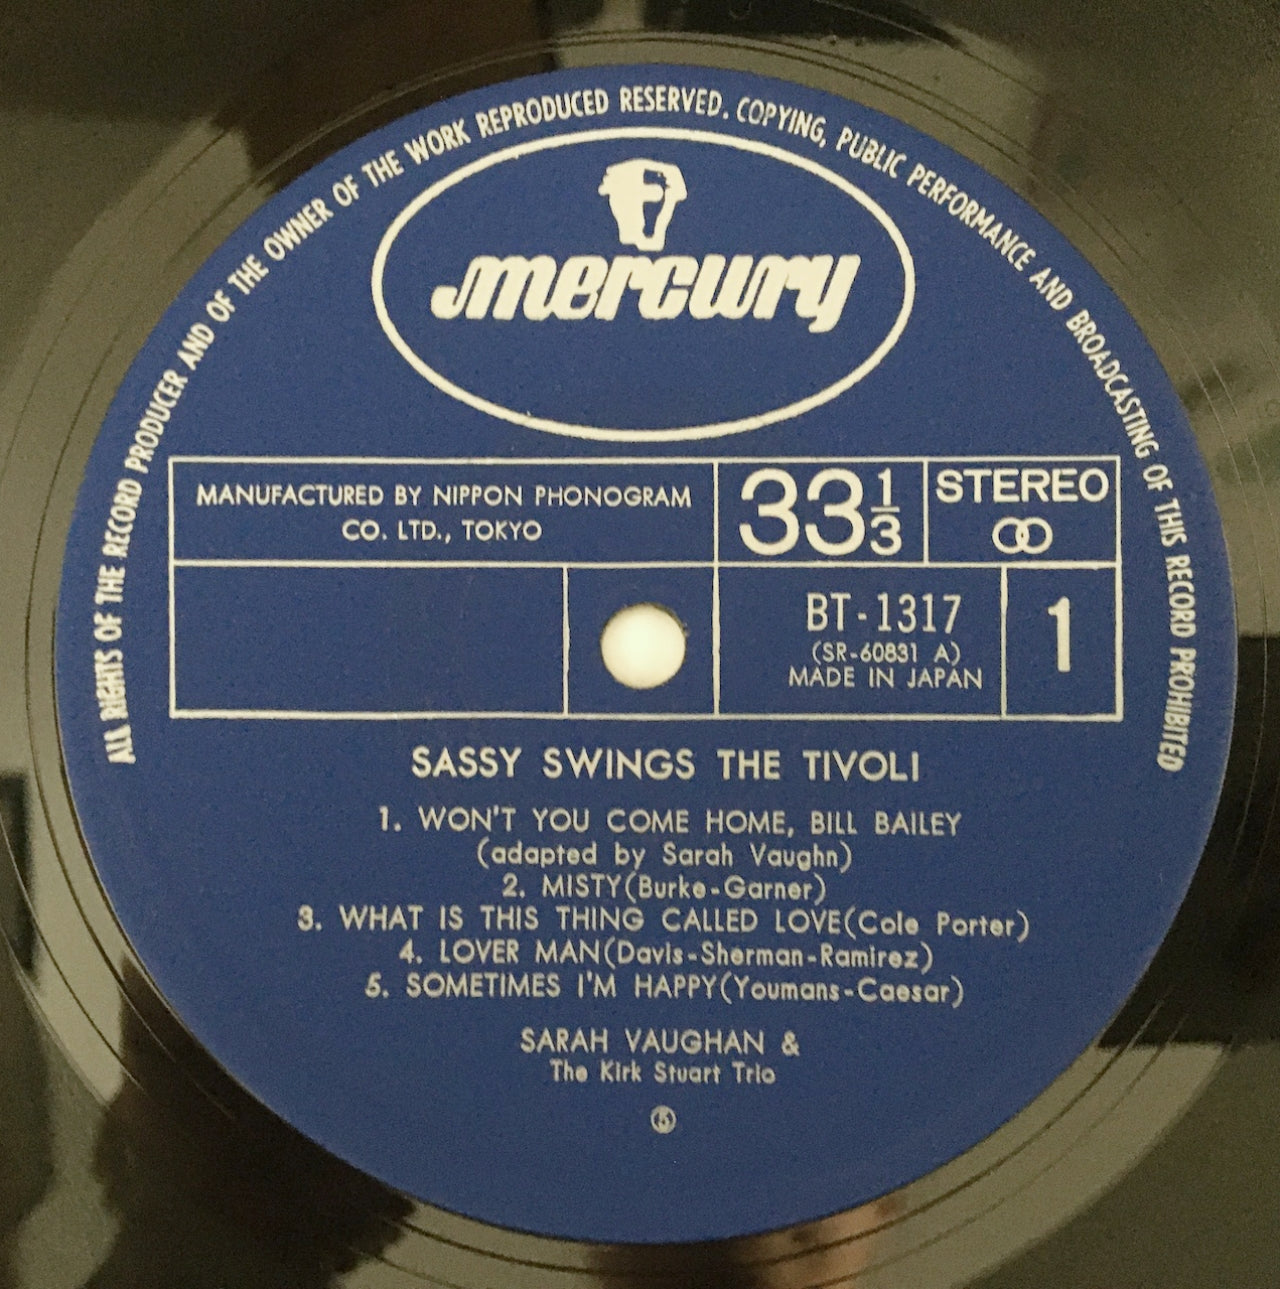 ALL RIGHTS OF THE RECORD PRODUCER AND OF THE OWNER OF THE WORK REPRODUCED RESERVED. COPYING, PUBLIC PERFORMANCE AND BROADCASTING OF THIS RECORD PROHIBITED
mercury
MANUFACTURED BY NIPPON PHONOGRAM
CO. LTD., TOKYO
33 1/3
STEREO
BT-1317
(SR-60831 A)
MADE IN JAPAN
1
SASSY SWINGS THE TIVOLI
1. WON'T YOU COME HOME, BILL BAILEY
(adapted by Sarah Vaughn)
2. MISTY(Burke-Garner)
3. WHAT IS THIS THING CALLED LOVE(Cole Porter)
4. LOVER MAN(Davis-Sherman-Ramirez)
5. SOMETIMES I'M HAPPY(Youmans-Caesar)
SARAH VAUGHAN &
The Kirk Stuart Trio
⑮